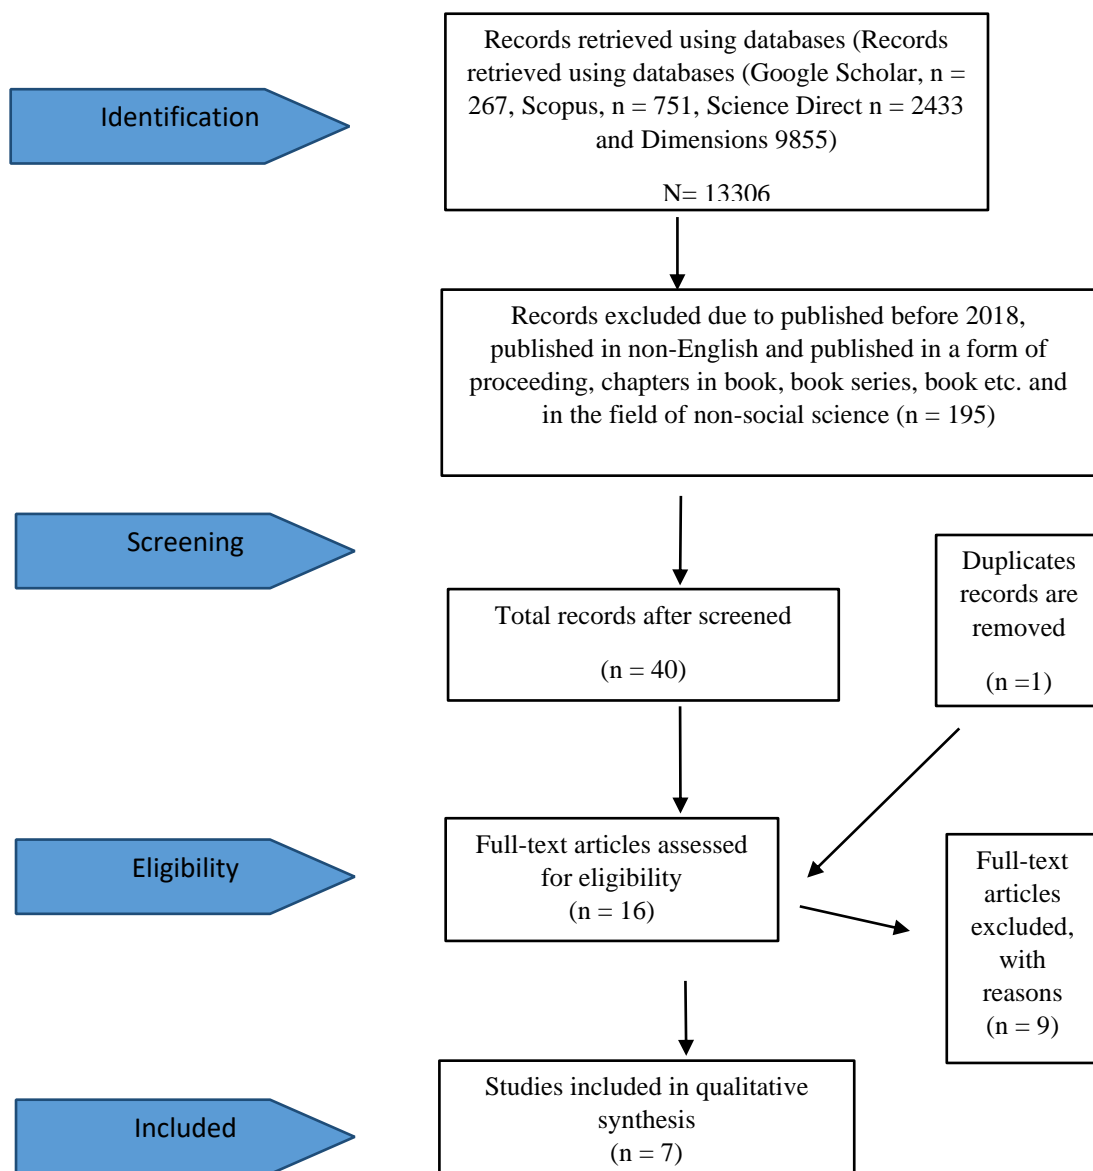 Identification
Records retrieved using databases (Records
retrieved using databases (Google Scholar, n =
267, Scopus, n = 751, Science Direct n = 2433
and Dimensions 9855)
N= 13306
Records excluded due to published before 2018,
published in non-English and published in a form of
proceeding, chapters in book, book series, book etc. and
in the field of non-social science (n = 195)
Screening
Total records after screened
(n = 40)
Duplicates
records are
removed
(n =1)
Eligibility
Full-text articles assessed
for eligibility
(n = 16)
Full-text
articles
excluded,
with
reasons
(n = 9)
Included
Studies included in qualitative
synthesis
(n = 7)